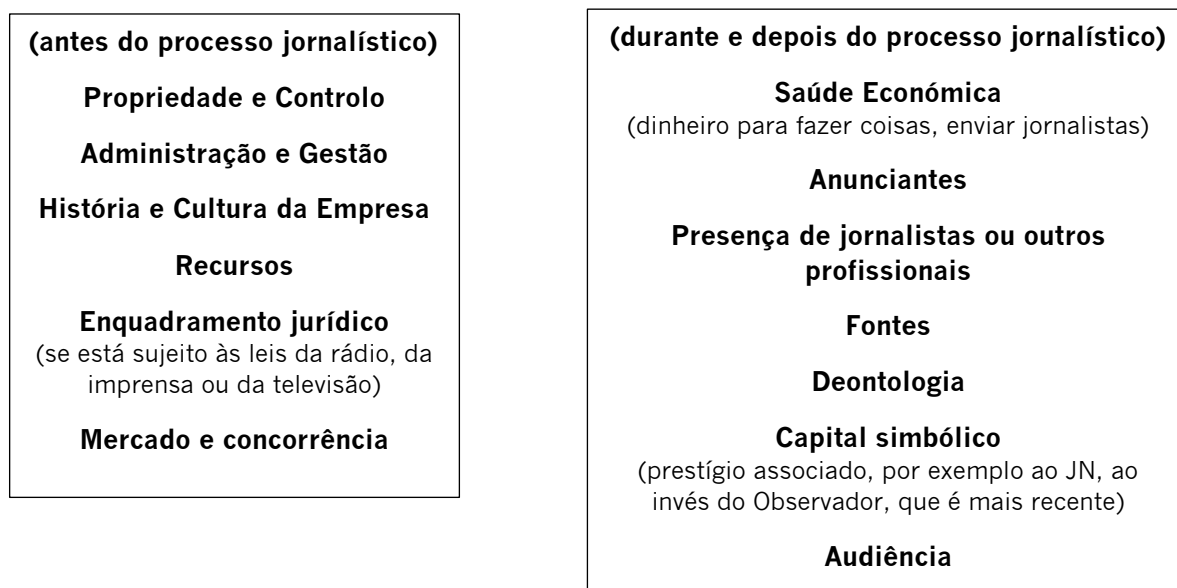 (antes do processo jornalístico)
Propriedade e Controlo
Administração e Gestão
História e Cultura da Empresa
Recursos
Enquadramento jurídico
(se está sujeito às leis da rádio, da
imprensa ou da televisão)
Mercado e concorrência
(durante e depois do processo jornalístico)
Saúde Económica
(dinheiro para fazer coisas, enviar jornalistas)
Anunciantes
Presença de jornalistas ou outros
profissionais
Fontes
Deontologia
Capital simbólico
(prestígio associado, por exemplo ao JN, ao
invés do Observador, que é mais recente)
Audiência